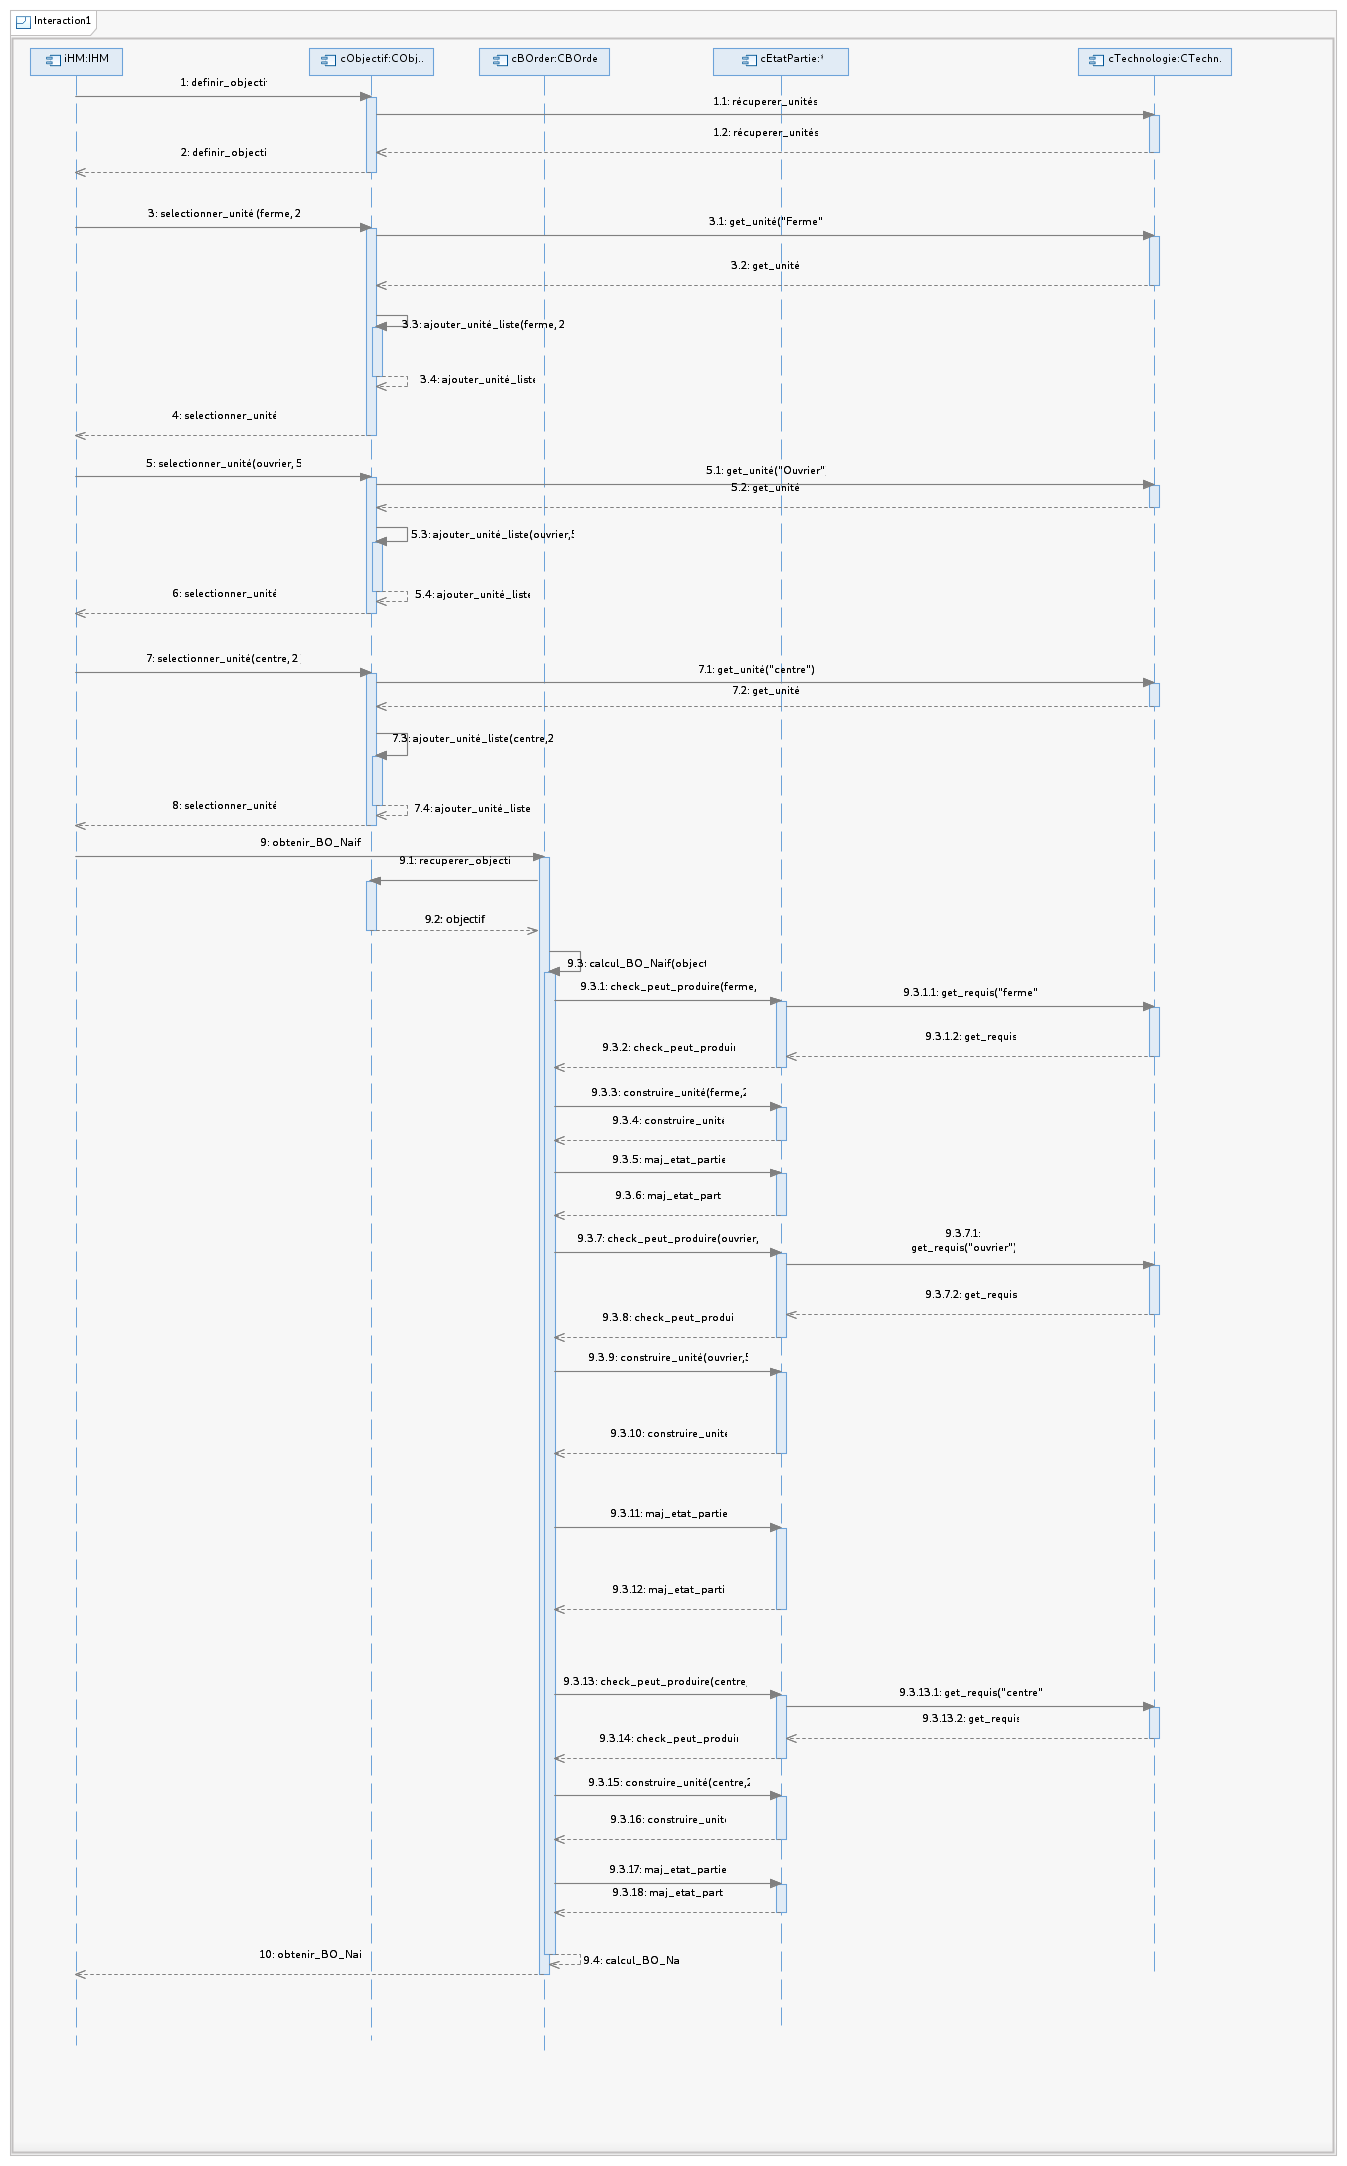 Interaction1
iHM:IHM
cObjectif:CObj..
cBOrder:CBOrde
cEtatPartie:
cTechnologie:CTechn.
1: definir_objecti
1.1: récuperer_unités
1.2: récuperer_unités
2: definir_objecti
3: selectionner_unité (ferme, 2
3.1: get_unité("Ferme"
3.2: get_unité
3.3: ajouter_unité_liste(ferme, 2
3.4: ajouter_unité_liste
4: selectionner_unité
5: selectionner_unité(ouvrier, 5
5.1: get_unité("Ouvrier"
5.2: get_unité
5.3: ajouter_unité_liste(ouvrier,5
5.4: ajouter_unité_liste
6: selectionner_unité
7: selectionner_unité(centre, 2
7.1: get_unité("centre")
7.2: get_unité
7.3: ajouter_unité_liste(centre,2
8: selectionner_unité
7.4: ajouter_unité_liste
9: obtenir_BO_Naif
9.1: recuperer_objecti
9.2: objectif
9.3: calcul_BO_Naif(object
9.3.1: check_peut_produire(ferme,
9.3.1.1: get_requis("ferme"
9.3.1.2: get_requis
9.3.2: check_peut_produir
9.3.3: construire_unité(ferme,2
9.3.4: construire_unite
9.3.5: maj_etat_partie
9.3.6: maj_etat_part
9.3.7: check_peut_produire(ouvrier,
9.3.7.1:
get_requis("ouvrier")
9.3.7.2: get_requis
9.3.8: check_peut_produi
9.3.9: construire_unité(ouvrier,5
9.3.10: construire_unite
9.3.11: maj_etat_partie
9.3.12: maj_etat_parti
9.3.13: check_peut_produire(centre,
9.3.13.1: get_requis("centre"
9.3.13.2: get_requis
9.3.14: check_peut_produir
9.3.15: construire_unité(centre,2
9.3.16: construire_unite
9.3.17: maj_etat_partie
9.3.18: maj_etat_part
10: obtenir_BO_Nai
9.4: calcul_BO_Na